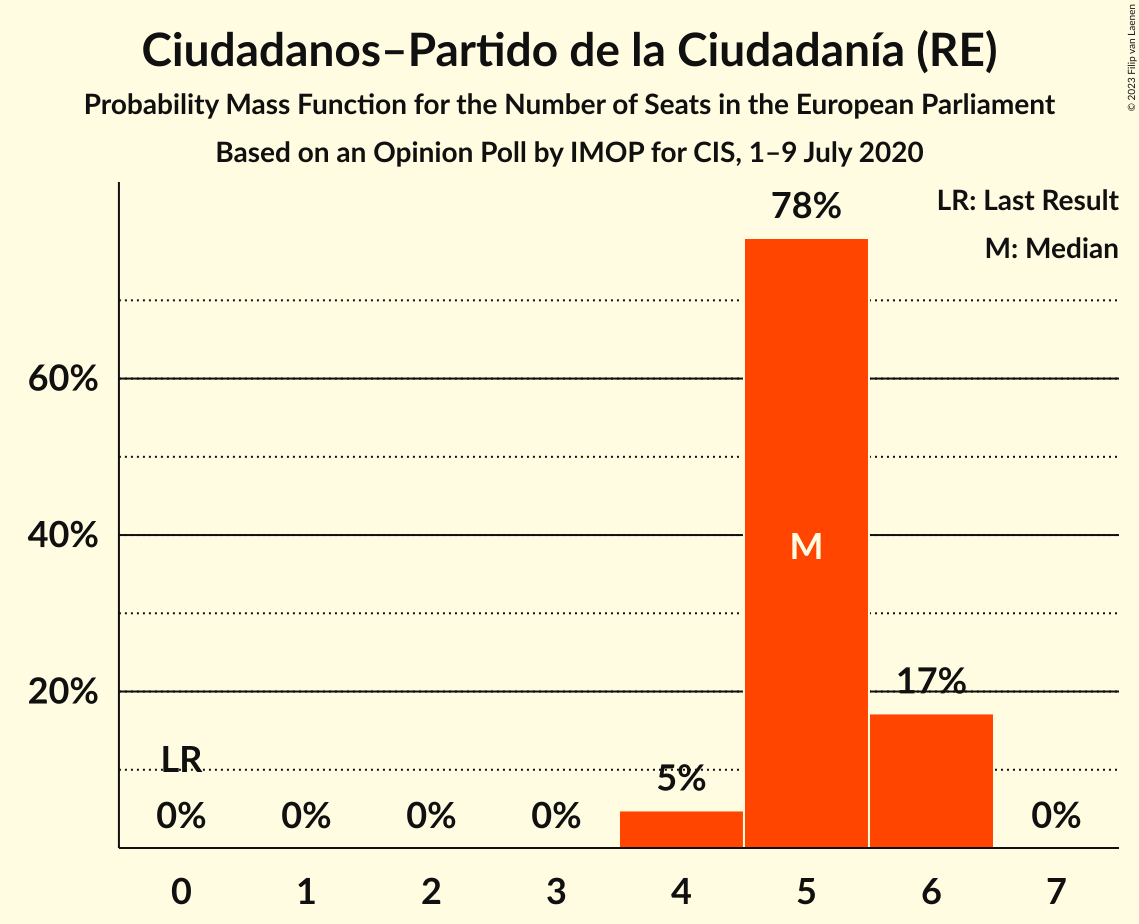 Ciudadanos–Partido de la Ciudadanía (RE)
Probability Mass Function for the Number of Seats in the European Parliament
Based on an Opinion Poll by IMOP for CIS, 1–9 July 2020
© 2023 Filip van Laenen
LR: Last Result
M: Median
78%
60%
40%
M
20%
17%
LR
5%
0% 0% 0% 0% 0%
0 1 2 3 4 5 6 7